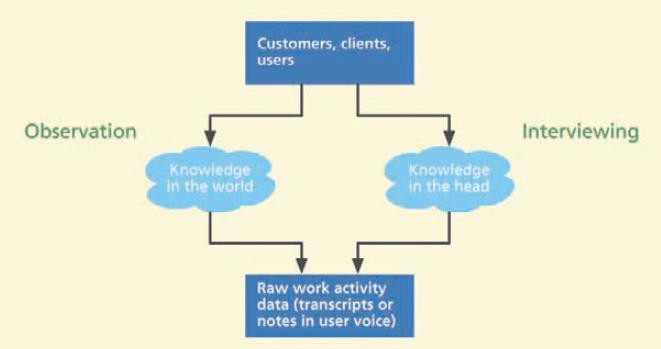 Customers, clients,
users
Observation
Interviewing
Knowledge
in the world
Knowledge
in the head
Raw work activity
data (transcripts or
notes in user voice)